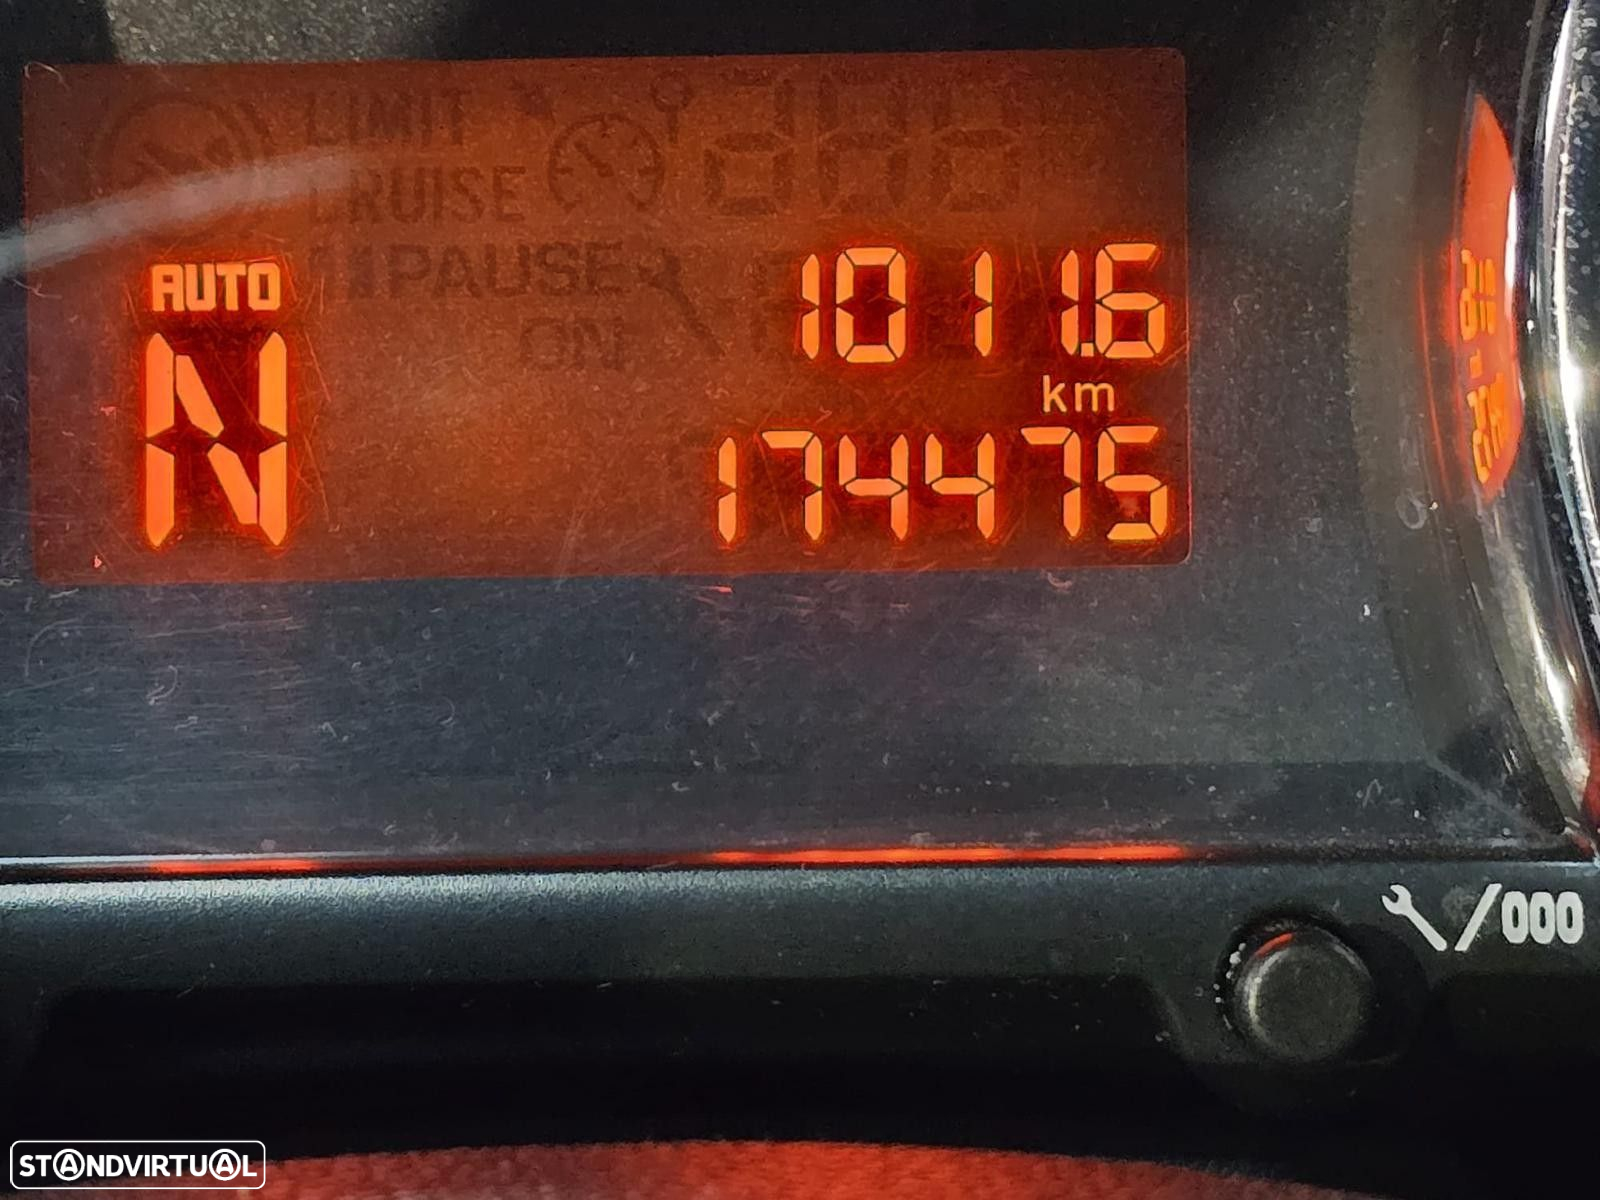 LIMIT
CRUISE
PAUSE
ON
AUTO
N
1011.6
km
174475
/000
STANDVIRTUAL